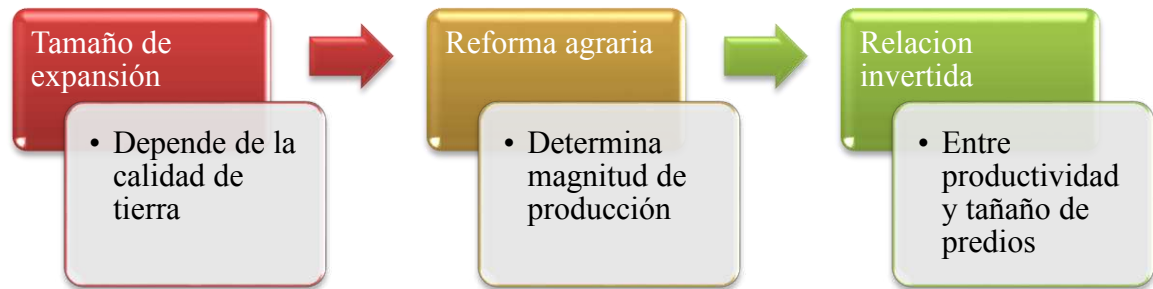 Tamaño de
expansión
• Depende de la
calidad de
tierra
Reforma agraria
• Determina
magnitud de
producción
Relacion
invertida
• Entre
productividad
y tañaño de
predios